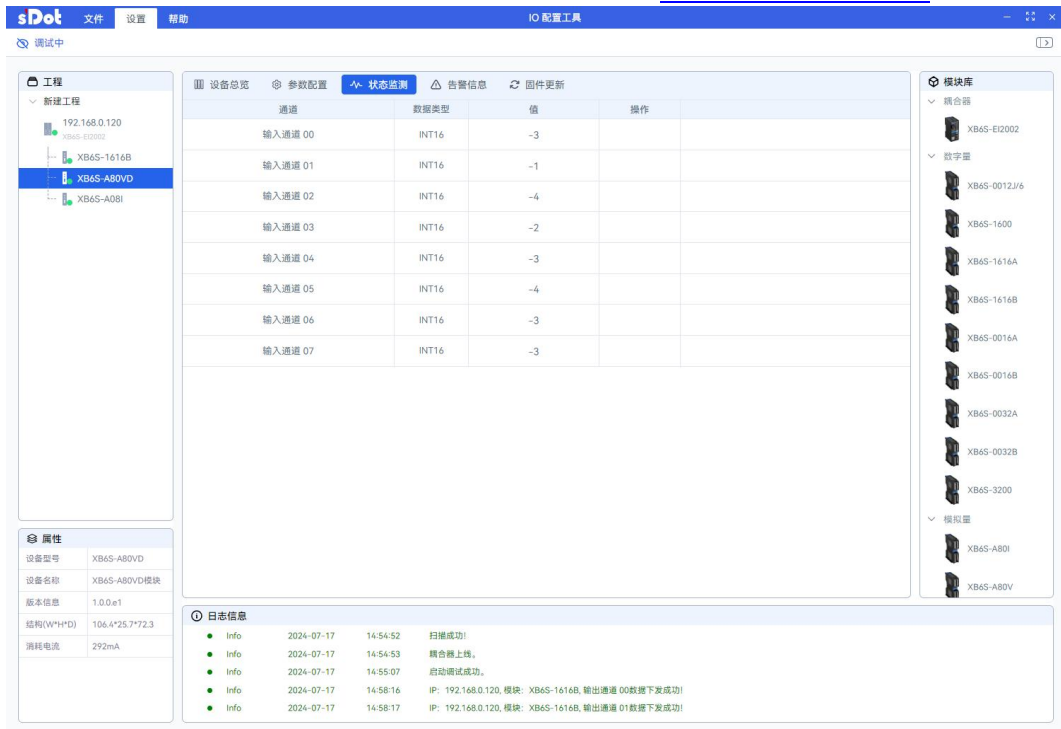 sDot 文件 设置 帮助 IO 配置工具
调试中
工程
新建工程
192.168.0.120
XB6S-EI2002
XB6S-1616B
XB6S-A80VD
XB6S-A08I
属性
设备型号 XB6S-A80VD
设备名称 XB6S-A80VD模块
版本信息 1.0.0.e1
结构(W*H*D) 106.4*25.7*72.3
消耗电流 292mA
设备总览 参数配置 状态监测 告警信息 固件更新
通道 数据类型 值 操作
输入通道 00 INT16 -3
输入通道 01 INT16 -1
输入通道 02 INT16 -4
输入通道 03 INT16 -2
输入通道 04 INT16 -3
输入通道 05 INT16 -4
输入通道 06 INT16 -3
输入通道 07 INT16 -3
日志信息
Info 2024-07-17 14:54:52 扫描成功!
Info 2024-07-17 14:54:53 耦合器上线。
Info 2024-07-17 14:55:07 启动调试成功。
Info 2024-07-17 14:58:16 IP: 192.168.0.120, 模块: XB6S-1616B, 输出通道 00数据下发成功!
Info 2024-07-17 14:58:17 IP: 192.168.0.120, 模块: XB6S-1616B, 输出通道 01数据下发成功!
模块库
耦合器
XB6S-EI2002
数字量
XB6S-0012J/6
XB6S-1600
XB6S-1616A
XB6S-1616B
XB6S-0016A
XB6S-0016B
XB6S-0032A
XB6S-0032B
XB6S-3200
模拟量
XB6S-A80I
XB6S-A80V